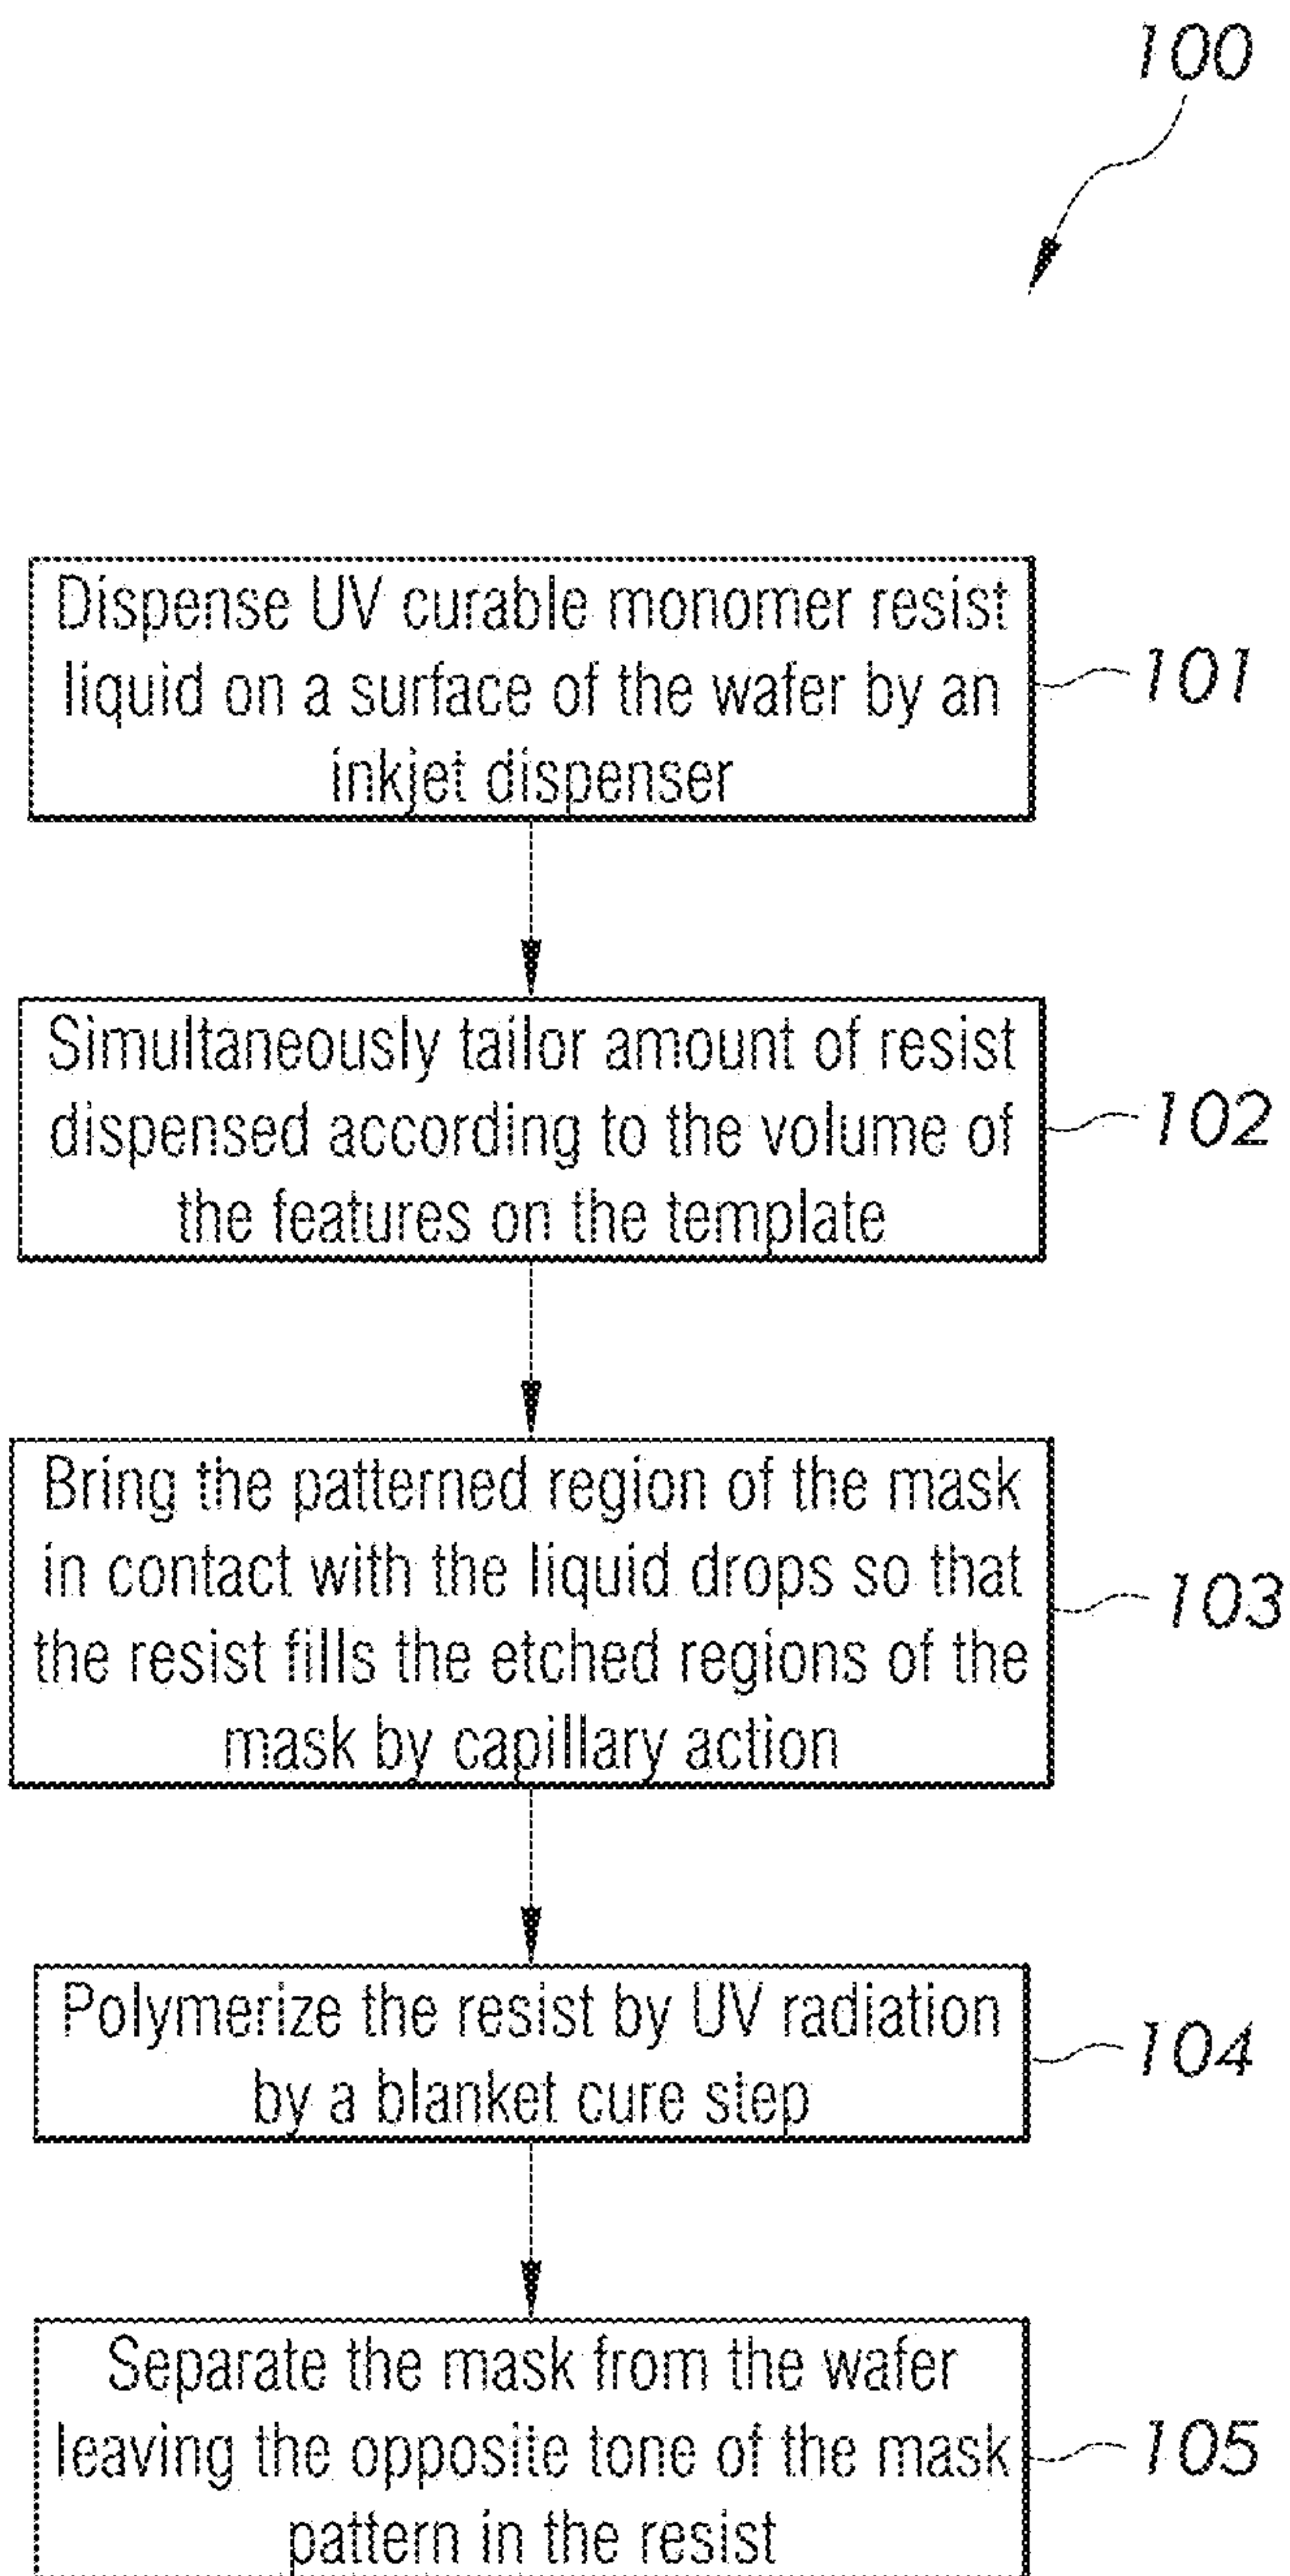 100
Dispense UV curable monomer resist
liquid on a surface of the wafer by an
inkjet dispenser
101
Simultaneously tailor amount of resist
dispensed according to the volume of
the features on the template
102
Bring the patterned region of the mask
in contact with the liquid drops so that
the resist fills the etched regions of the
mask by capillary action
103
Polymerize the resist by UV radiation
by a blanket cure step
104
Separate the mask from the wafer
leaving the opposite tone of the mask
pattern in the resist
105